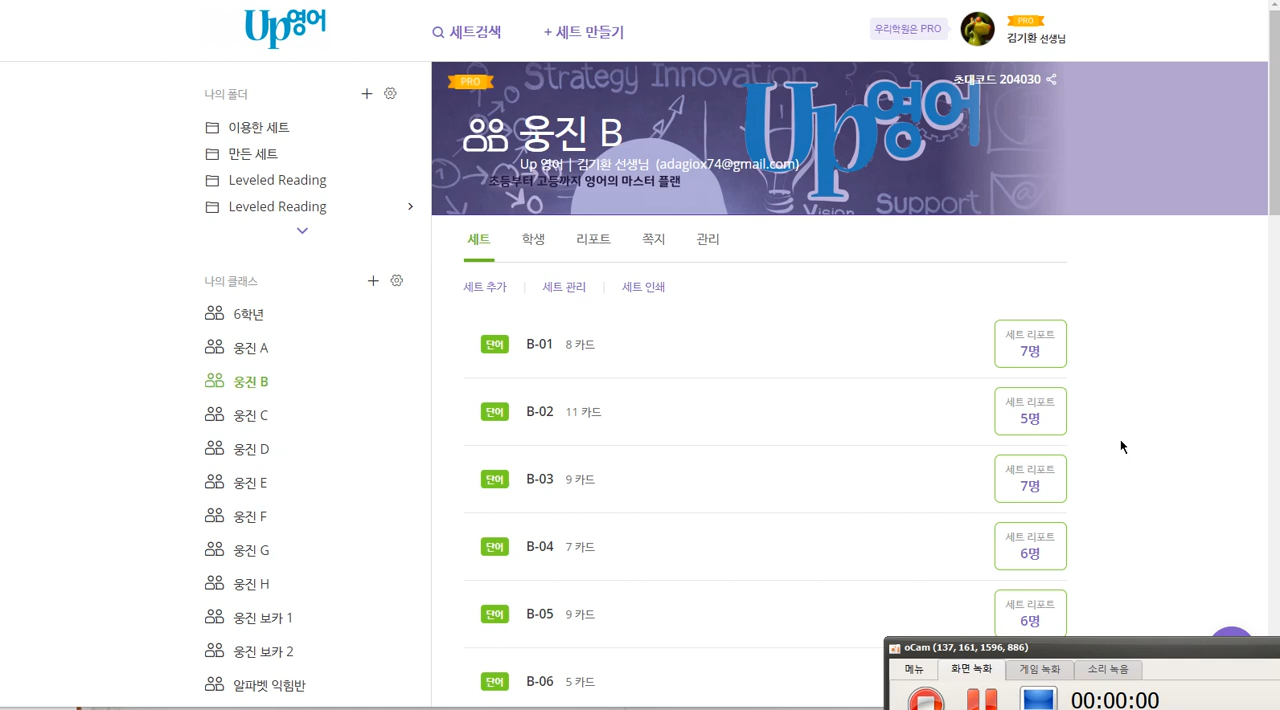 Up영어
세트검색
+ 세트 만들기
우리학원은 PRO
PRO
김기환 선생님
나의 폴더
이용한 세트
만든 세트
Leveled Reading
Leveled Reading
나의 클래스
6학년
웅진 A
웅진 B
웅진 C
웅진 D
웅진 E
웅진 F
웅진 G
웅진 H
웅진 보카 1
웅진 보카 2
알파벳 익힘반
PRO
Strategy Innovation
초대코드 204030
웅진 B
Up영어
Up 영어 | 김기환 선생님 (adagiox74@gmail.com)
초등부터 고등까지 영어의 마스터 플랜
Vision
Support
세트 학생 리포트 쪽지 관리
세트 추가 | 세트 관리 | 세트 인쇄
단어 B-01 8 카드 세트 리포트
7명
단어 B-02 11 카드 세트 리포트
5명
단어 B-03 9 카드 세트 리포트
7명
단어 B-04 7 카드 세트 리포트
6명
단어 B-05 9 카드 세트 리포트
6명
단어 B-06 5 카드
oCam (137, 161, 1596, 886)
메뉴 화면 녹화 게임 녹화 소리 녹음
00:00:00